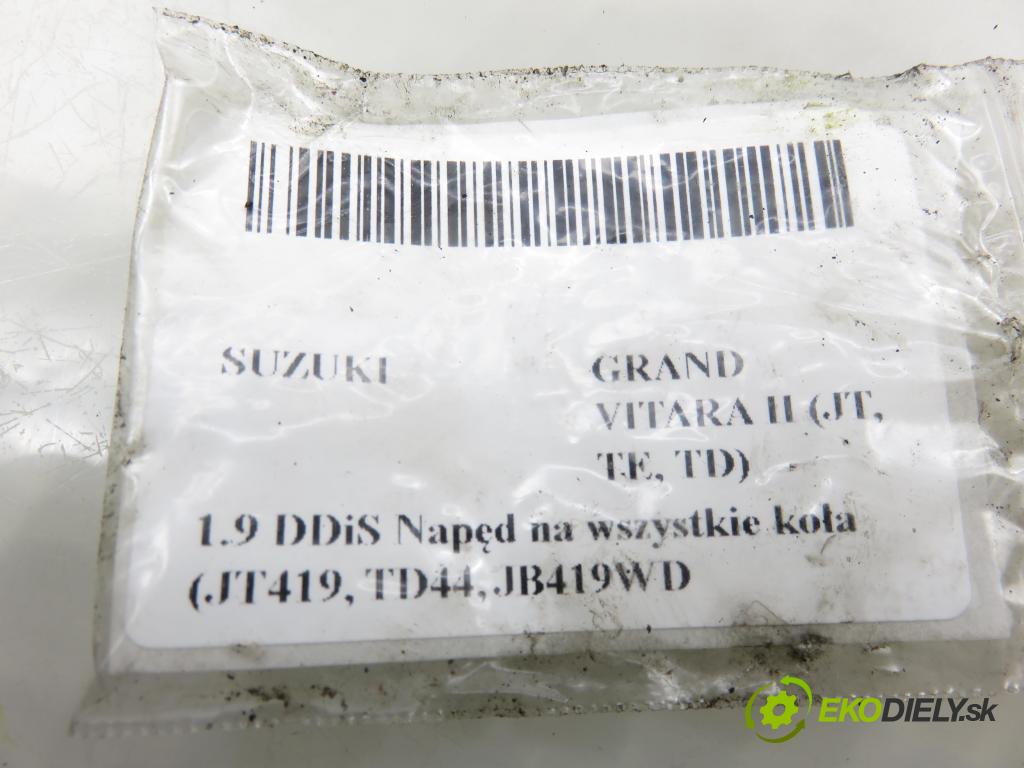 SUZUKI GRAND
VITARA II (JT,
TE, TD)
1.9 DDiS Napęd na wszystkie koła
(JT419, TD44, JB419WD
EKODIELY.sk